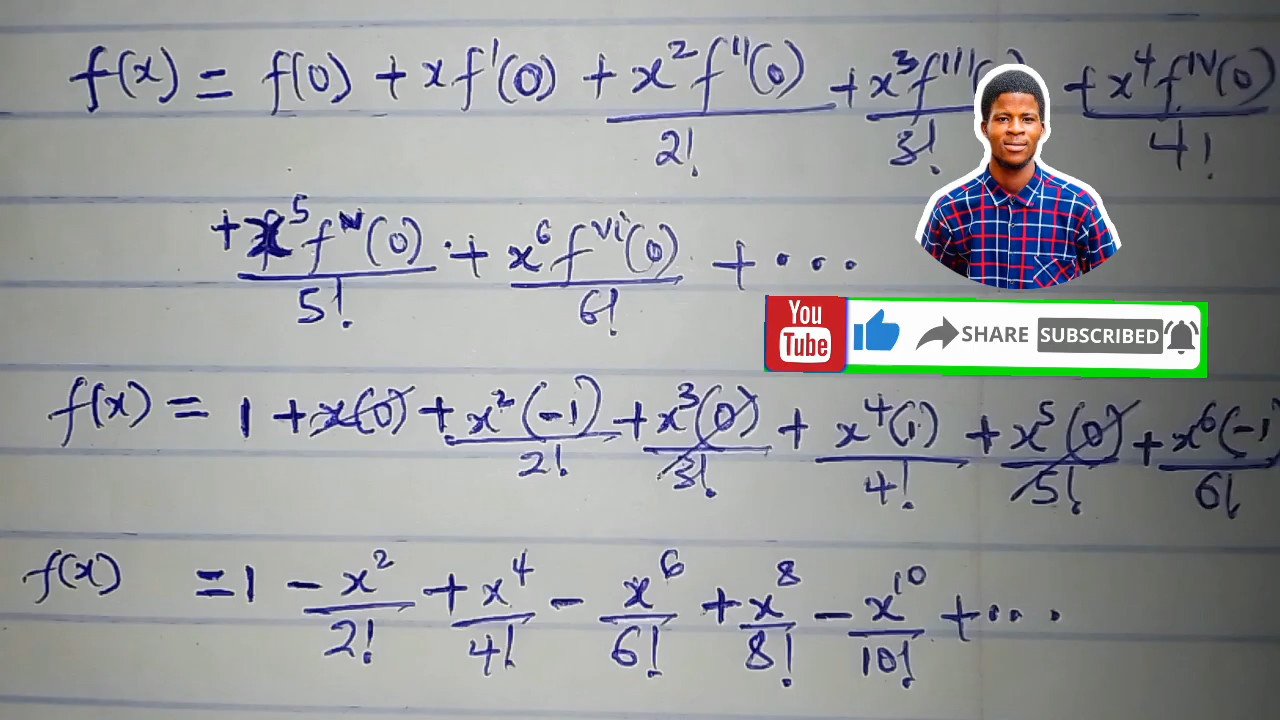 f(x) = f(0) + xf'(0) + x²f''(0)/2! + x³f'''(0)/3! + x⁴f^IV(0)/4!
+ x⁵f^v(0)/5! + x⁶f^vi(0)/6! + ...
You Tube SHARE SUBSCRIBED
f(x) = 1 + x(0) + x²(-1)/2! + x³(0)/3! + x⁴(1)/4! + x⁵(0)/5! + x⁶(-1)/6!
f(x) = 1 - x²/2! + x⁴/4! - x⁶/6! + x⁸/8! - x¹⁰/10! + ...